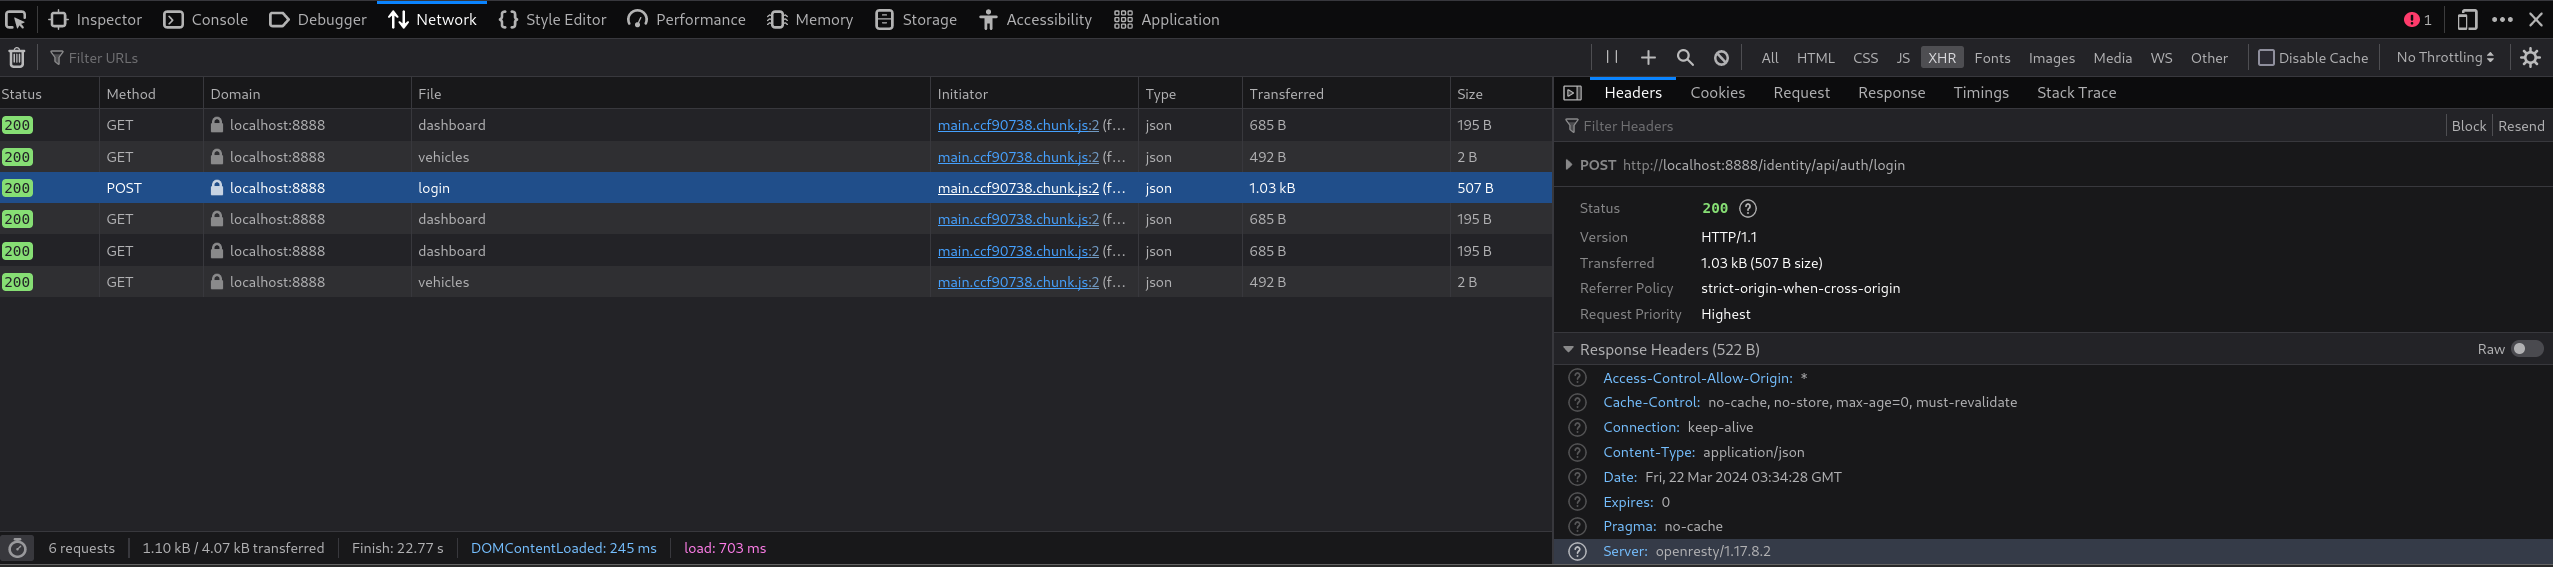 Inspector Console Debugger Network Style Editor Performance Memory Storage Accessibility Application 1
Filter URLs All HTML CSS JS XHR Fonts Images Media WS Other Disable Cache No Throttling
Status Method Domain File Initiator Type Transferred Size
200 GET localhost:8888 dashboard main.ccf90738.chunk.js:2 (f... json 685 B 195 B
200 GET localhost:8888 vehicles main.ccf90738.chunk.js:2 (f... json 492 B 2 B
200 POST localhost:8888 login main.ccf90738.chunk.js:2 (f... json 1.03 kB 507 B
200 GET localhost:8888 dashboard main.ccf90738.chunk.js:2 (f... json 685 B 195 B
200 GET localhost:8888 dashboard main.ccf90738.chunk.js:2 (f... json 685 B 195 B
200 GET localhost:8888 vehicles main.ccf90738.chunk.js:2 (f... json 492 B 2 B
6 requests 1.10 kB / 4.07 kB transferred Finish: 22.77 s DOMContentLoaded: 245 ms load: 703 ms
Headers Cookies Request Response Timings Stack Trace
Filter Headers Block Resend
POST http://localhost:8888/identity/api/auth/login
Status 200 ?
Version HTTP/1.1
Transferred 1.03 kB (507 B size)
Referrer Policy strict-origin-when-cross-origin
Request Priority Highest
Response Headers (522 B) Raw
? Access-Control-Allow-Origin: *
? Cache-Control: no-cache, no-store, max-age=0, must-revalidate
? Connection: keep-alive
? Content-Type: application/json
? Date: Fri, 22 Mar 2024 03:34:28 GMT
? Expires: 0
? Pragma: no-cache
? Server: openresty/1.17.8.2